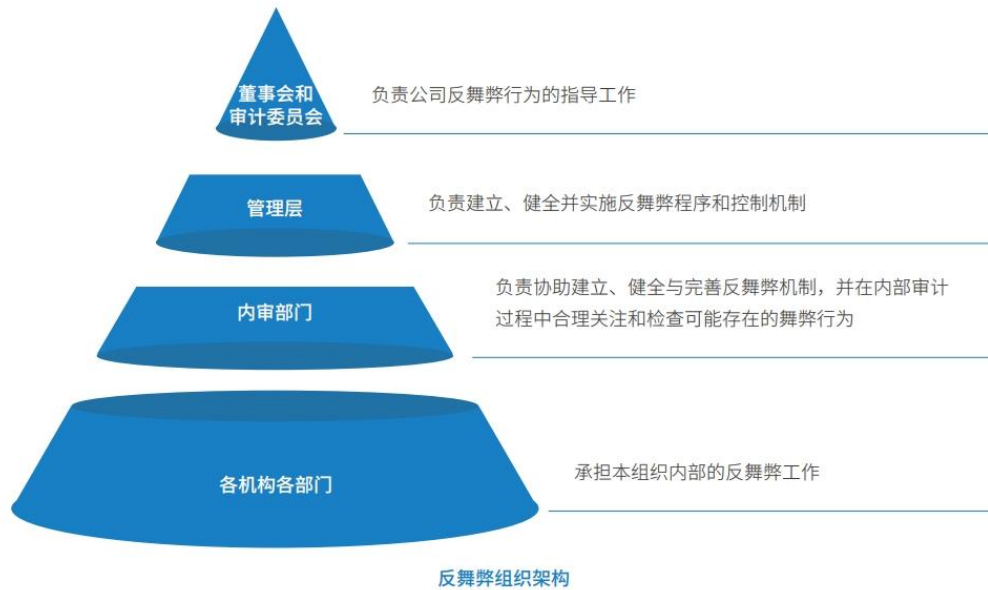 董事会和
审计委员会
负责公司反舞弊行为的指导工作
管理层
负责建立、健全并实施反舞弊程序和控制机制
内审部门
负责协助建立、健全与完善反舞弊机制，并在内部审计
过程中合理关注和检查可能存在的舞弊行为
各机构各部门
承担本组织内部的反舞弊工作
反舞弊组织架构